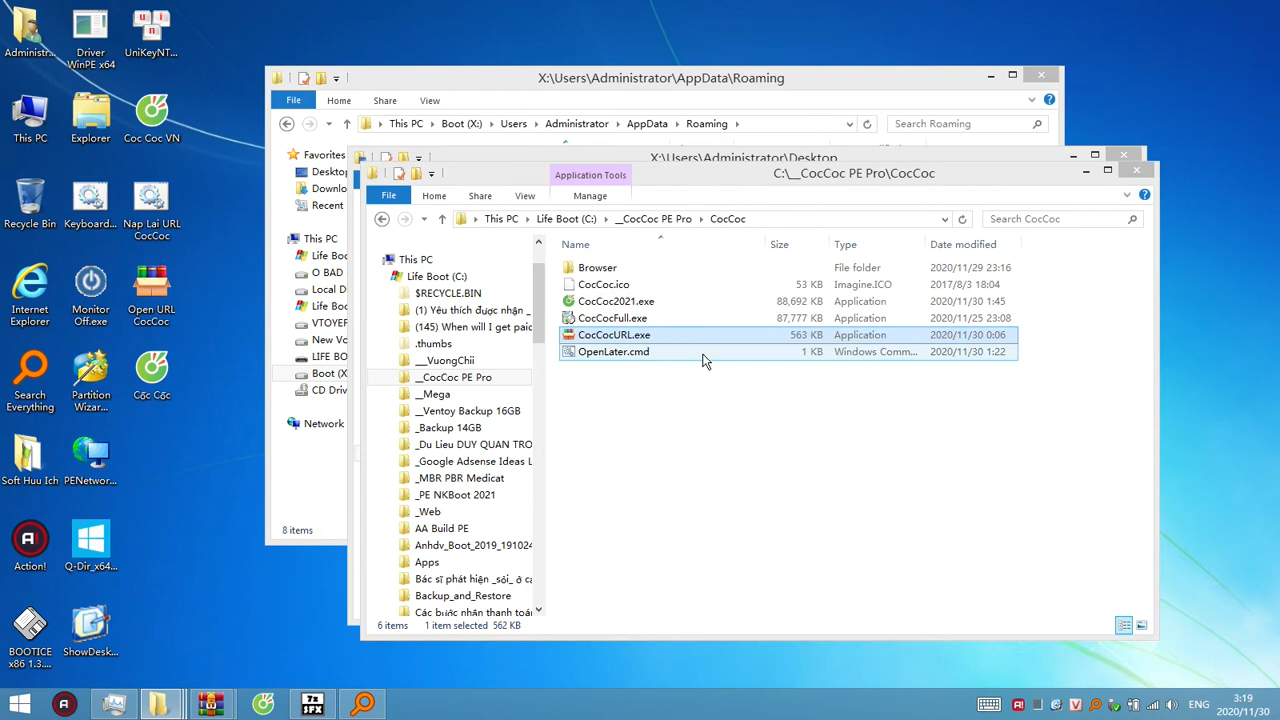 Administr...
Driver
WinPE x64
UniKeyNT...
This PC
Explorer
Coc Coc VN
Recycle Bin
Keyboard...
Nap Lai URL
CocCoc
Internet
Explorer
Monitor
Off.exe
Open URL
CocCoc
Search
Everything
Partition
Wizar...
Cốc Cốc
Soft Huu Ich
PENetwor...
Action!
Q-Dir_x64...
BOOTICE
x86 1.3....
ShowDesk...
X:\Users\Administrator\AppData\Roaming
File Home Share View
This PC Boot (X:) Users Administrator AppData Roaming
Search Roaming
Favorites
Desktop
Downlo
Recent
This PC
Life Boo
O BAD
Local D
Life Boo
New Vo
VTOYEF
LIFE BO
Boot (X
CD Driv
Network
8 items
X:\Users\Administrator\Desktop
Application Tools
C:\__CocCoc PE Pro\CocCoc
File Home Share View Manage
This PC Life Boot (C:) __CocCoc PE Pro CocCoc
Search CocCoc
This PC
Life Boot (C:)
$RECYCLE.BIN
(1) Yêu thích được nhận _
(145) When will I get paid
.thumbs
__VuongChii
__CocCoc PE Pro
__Mega
__Ventoy Backup 16GB
_Backup 14GB
_Du Lieu DUY QUAN TRO
_Google Adsense Ideas L
_MBR PBR Medicat
_PE NKBoot 2021
_Web
AA Build PE
Anhdv_Boot_2019_191024
Apps
Bác sĩ phát hiện _sỏi_ ở cạ
Backup_and_Restore
Các bước nhận thanh toán
Name Size Type Date modified
Browser File folder 2020/11/29 23:16
CocCoc.ico 53 KB Imagine.ICO 2017/8/3 18:04
CocCoc2021.exe 88,692 KB Application 2020/11/30 1:45
CocCocFull.exe 87,777 KB Application 2020/11/25 23:08
CocCocURL.exe 563 KB Application 2020/11/30 0:06
OpenLater.cmd 1 KB Windows Comm... 2020/11/30 1:22
6 items 1 item selected 562 KB
7z
SFX
ENG
3:19
2020/11/30